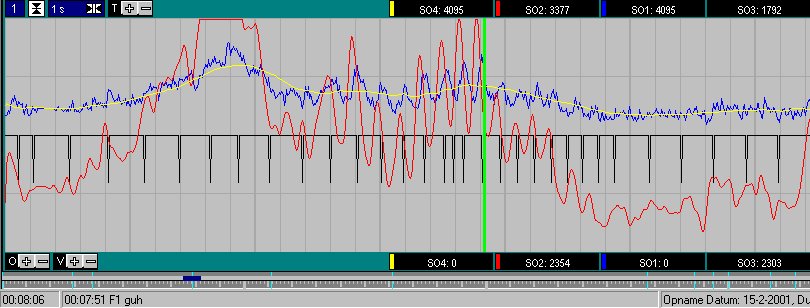 1 1 s T SO4: 4095 SO2: 3377 SO1: 4095 SO3: 1792
O V SO4: 0 SO2: 2354 SO1: 0 SO3: 2303
00:08:06 00:07:51 F1 guh Opname Datum: 15-2-2001, Du